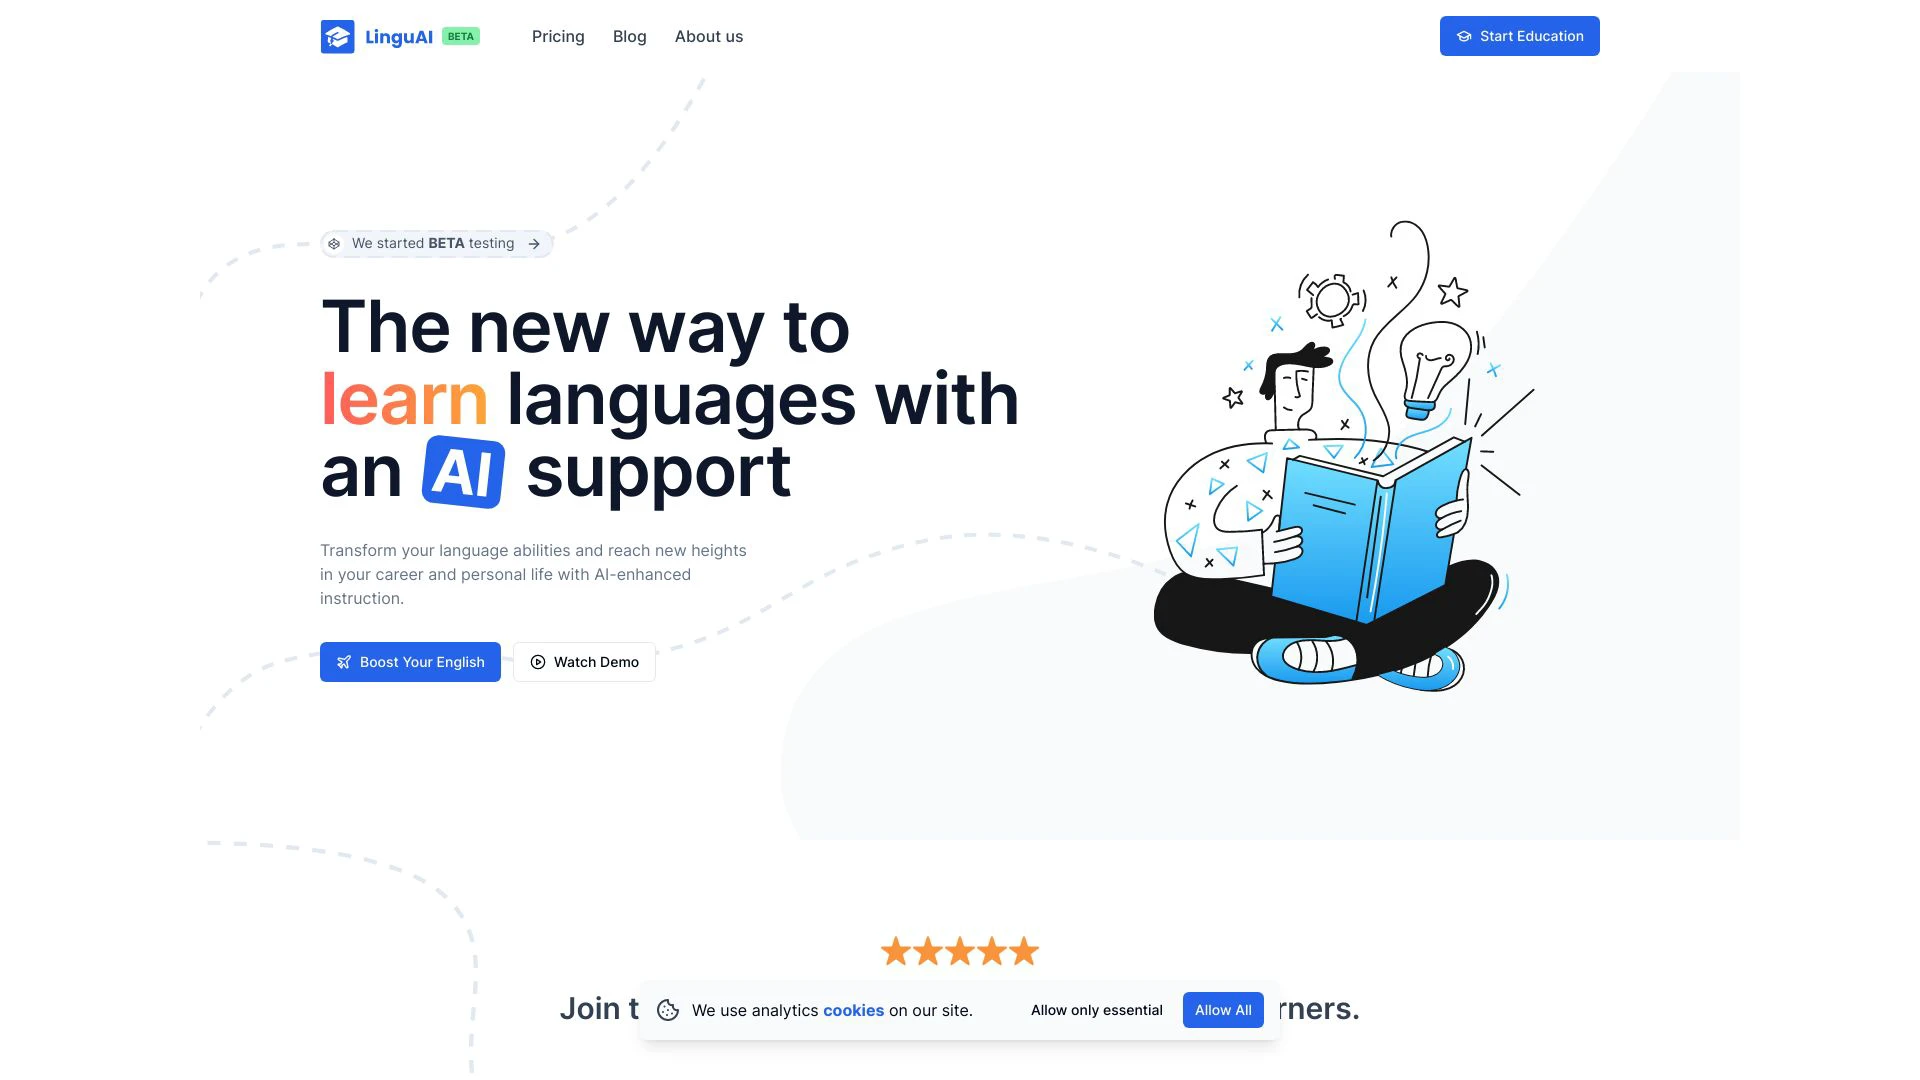 LinguAI BETA Pricing Blog About us Start Education
We started BETA testing
The new way to
learn languages with
an AI support
Transform your language abilities and reach new heights
in your career and personal life with AI-enhanced
instruction.
Boost Your English Watch Demo
Join
We use analytics cookies on our site. Allow only essential Allow All